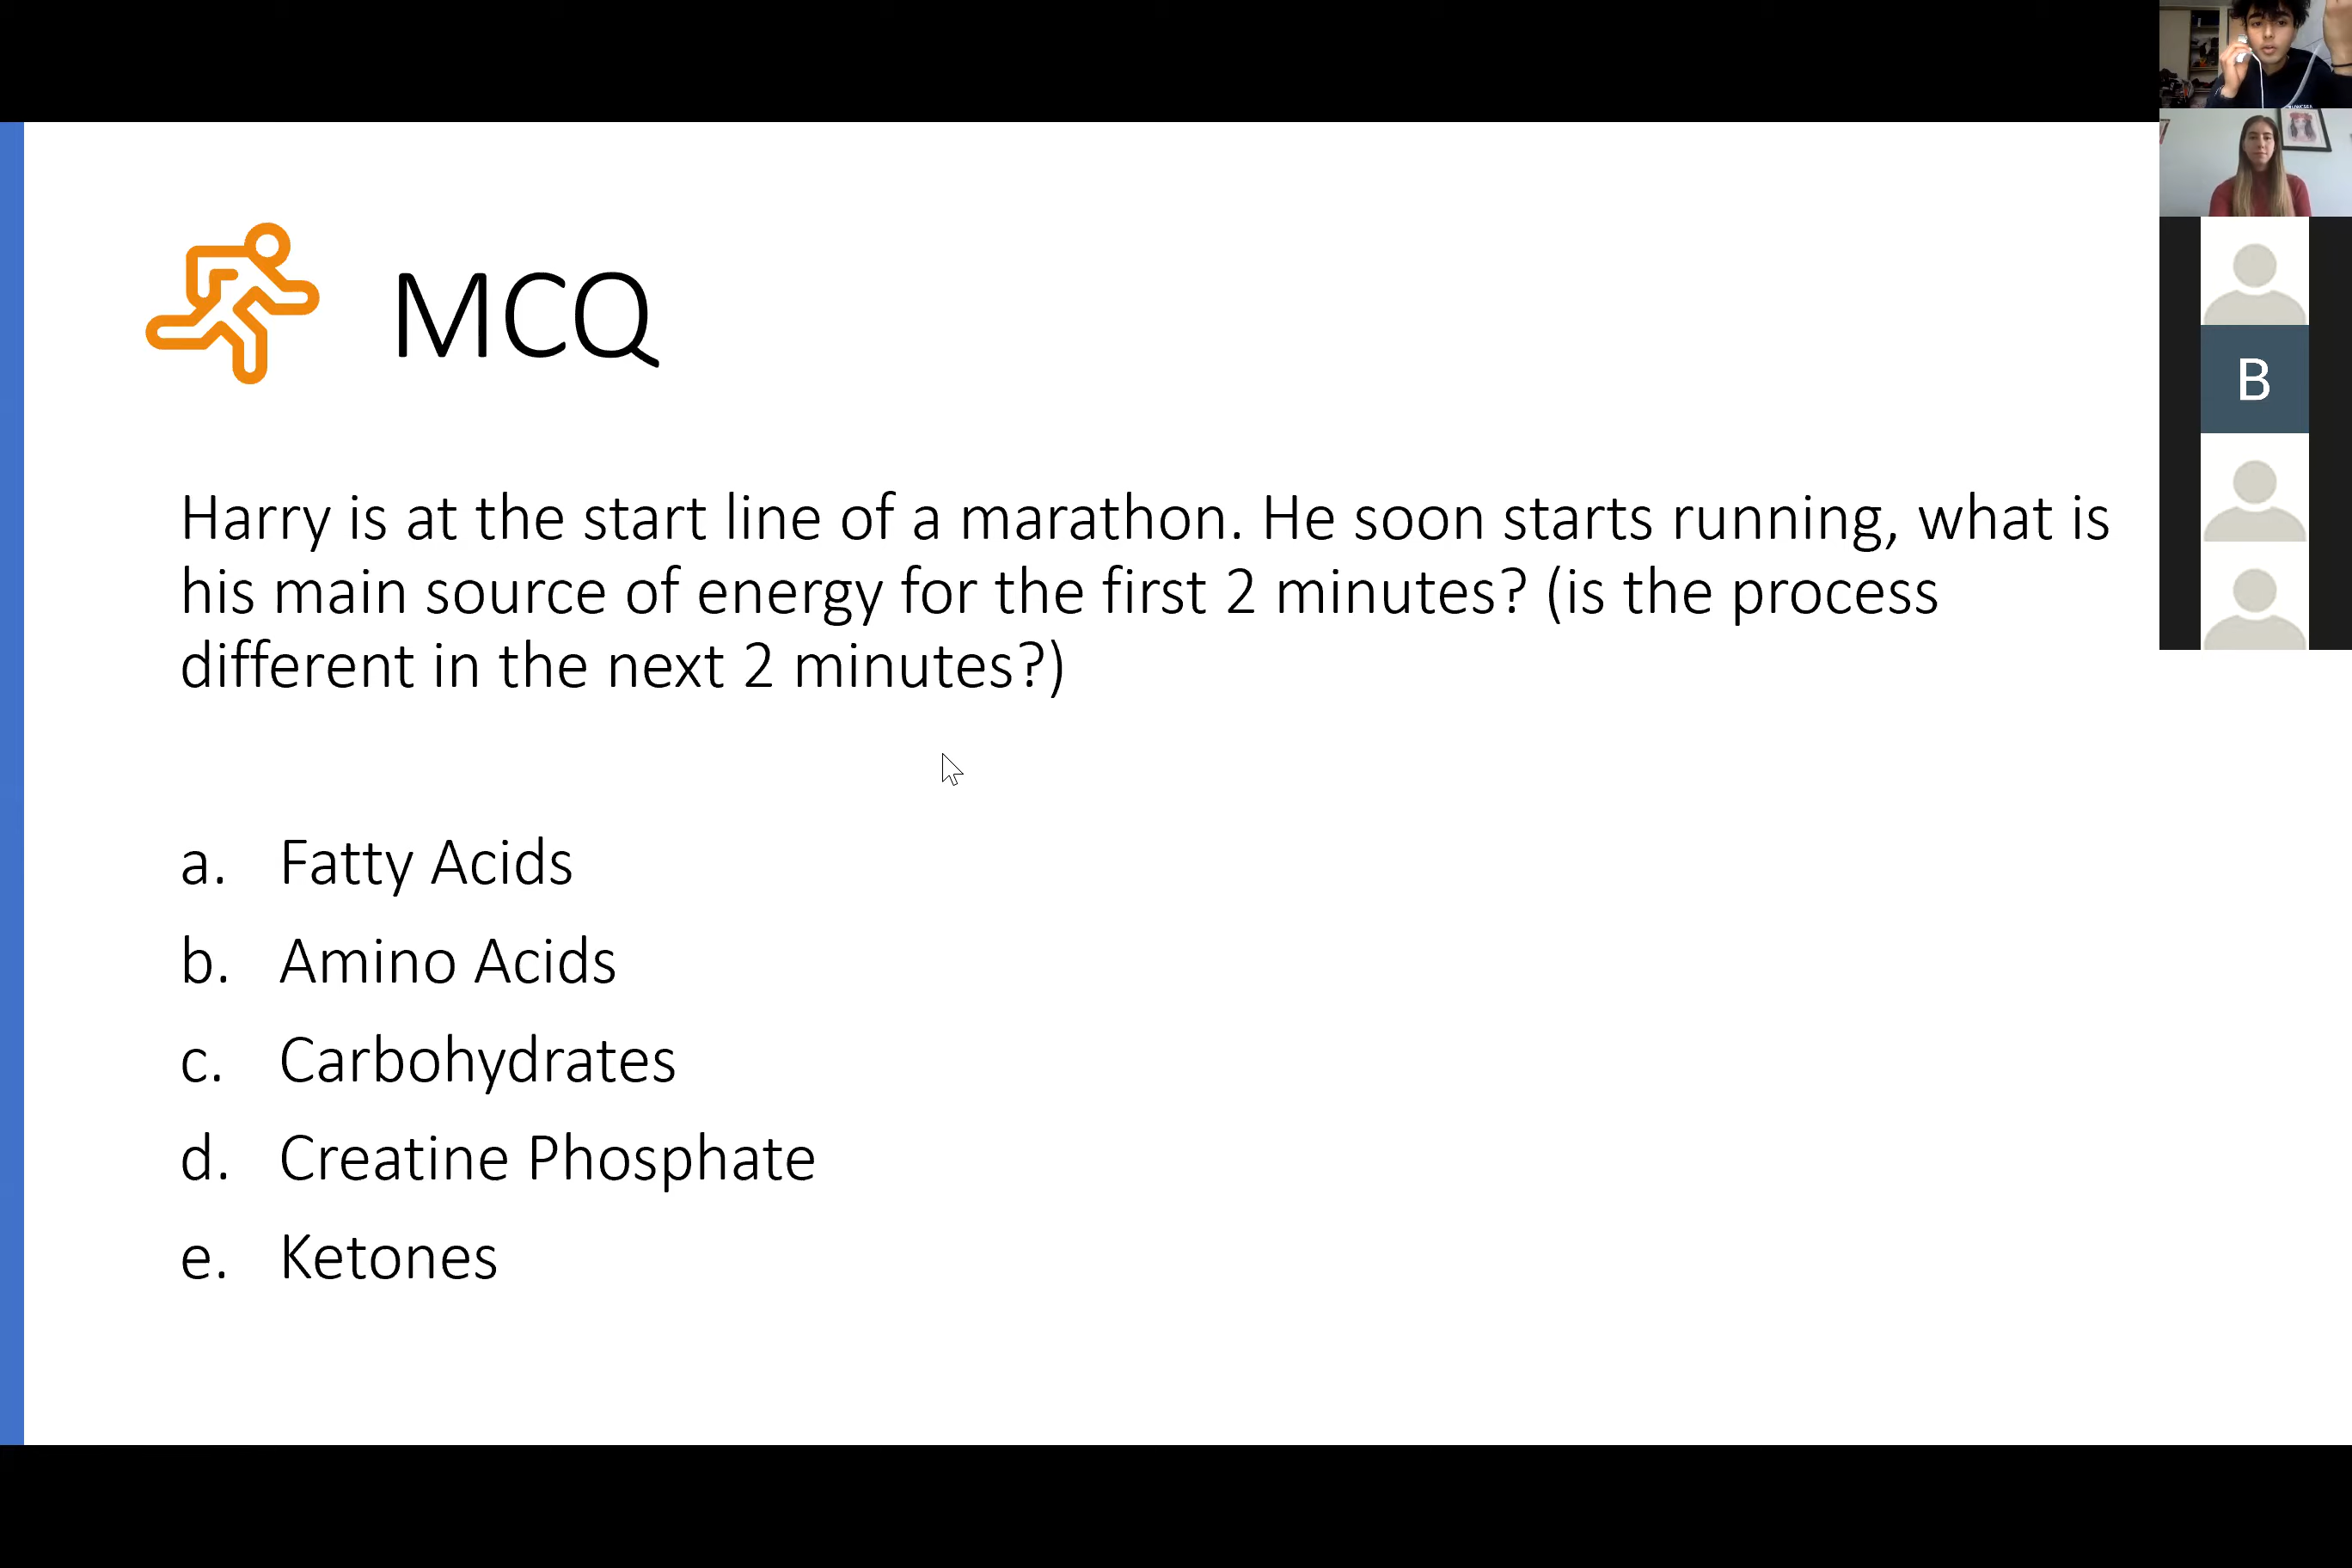 MCQ
Harry is at the start line of a marathon. He soon starts running, what is
his main source of energy for the first 2 minutes? (is the process
different in the next 2 minutes?)
a. Fatty Acids
b. Amino Acids
c. Carbohydrates
d. Creatine Phosphate
e. Ketones
B